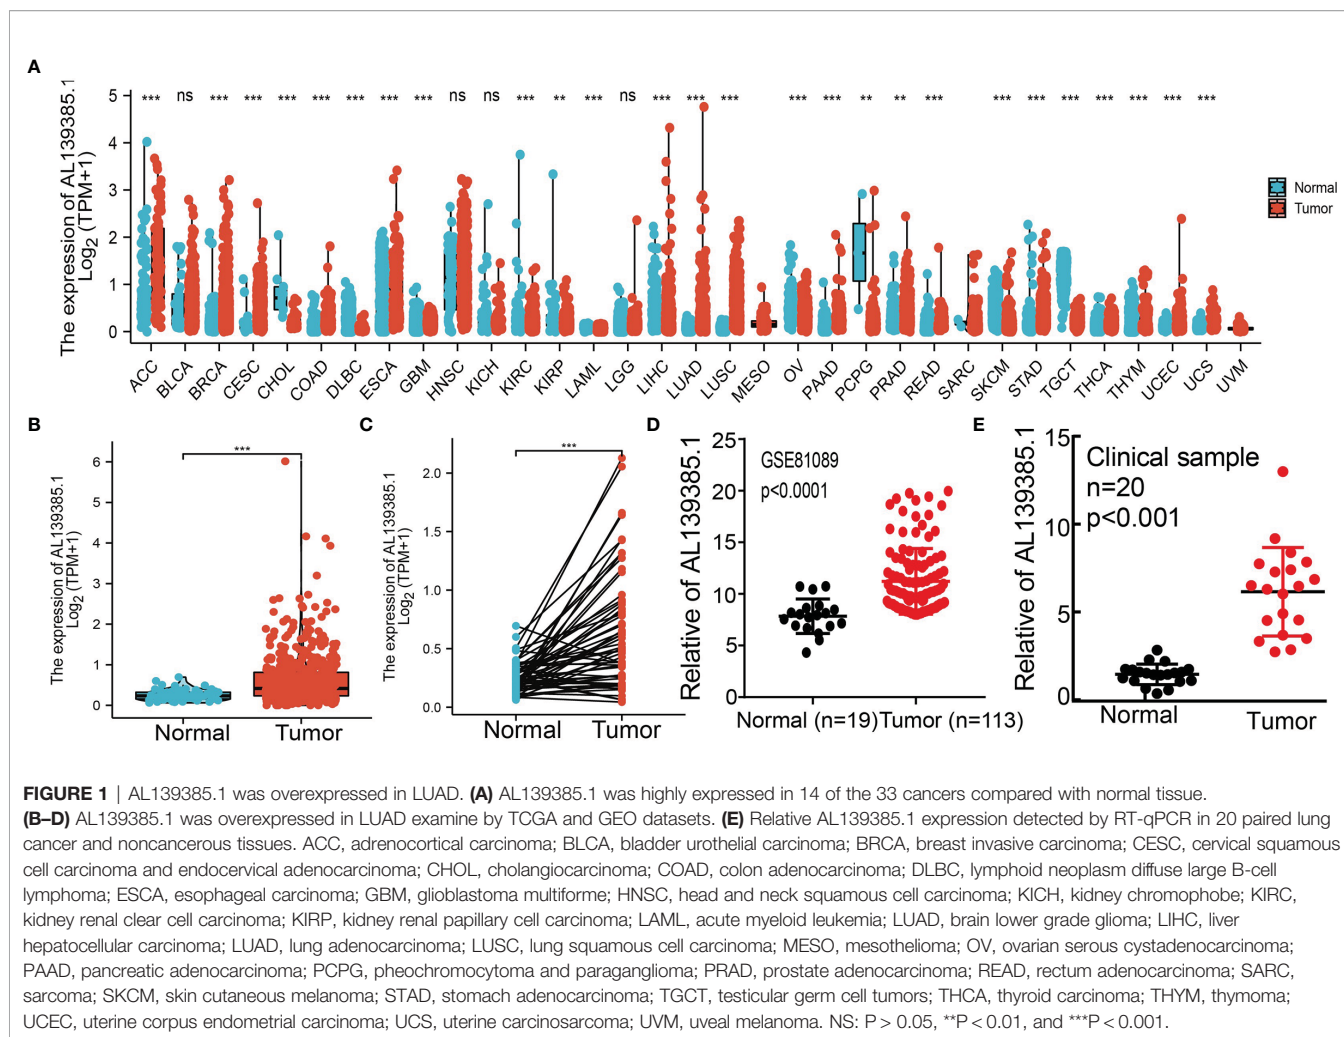 A
The expression of AL139385.1
Log2 (TPM+1)
5
4
3
2
1
0
*** ns *** *** *** *** *** *** *** ns ns *** ** *** ns *** *** *** *** *** ** ** *** *** *** *** *** *** *** ***
Normal
Tumor
ACC BLCA BRCA CESC CHOL COAD DLBC ESCA GBM HNSC KICH KIRC KIRP LAML LGG LIHC LUAD LUSC MESO OV PAAD PCPG PRAD READ SARC SKCM STAD TGCT THCA THYM UCEC UCS UVM
B
The expression of AL139385.1
Log2 (TPM+1)
6
5
4
3
2
1
0
***
Normal Tumor
C
The expression of AL139385.1
Log2 (TPM+1)
2.0
1.5
1.0
0.5
0.0
***
Normal Tumor
D
Relative of AL139385.1
25
20
15
10
5
0
GSE81089
p<0.0001
Normal (n=19) Tumor (n=113)
E
Relative of AL139385.1
15
10
5
0
Clinical sample
n=20
p<0.001
Normal Tumor
FIGURE 1 | AL139385.1 was overexpressed in LUAD. (A) AL139385.1 was highly expressed in 14 of the 33 cancers compared with normal tissue.
(B–D) AL139385.1 was overexpressed in LUAD examine by TCGA and GEO datasets. (E) Relative AL139385.1 expression detected by RT-qPCR in 20 paired lung
cancer and noncancerous tissues. ACC, adrenocortical carcinoma; BLCA, bladder urothelial carcinoma; BRCA, breast invasive carcinoma; CESC, cervical squamous
cell carcinoma and endocervical adenocarcinoma; CHOL, cholangiocarcinoma; COAD, colon adenocarcinoma; DLBC, lymphoid neoplasm diffuse large B-cell
lymphoma; ESCA, esophageal carcinoma; GBM, glioblastoma multiforme; HNSC, head and neck squamous cell carcinoma; KICH, kidney chromophobe; KIRC,
kidney renal clear cell carcinoma; KIRP, kidney renal papillary cell carcinoma; LAML, acute myeloid leukemia; LUAD, brain lower grade glioma; LIHC, liver
hepatocellular carcinoma; LUAD, lung adenocarcinoma; LUSC, lung squamous cell carcinoma; MESO, mesothelioma; OV, ovarian serous cystadenocarcinoma;
PAAD, pancreatic adenocarcinoma; PCPG, pheochromocytoma and paraganglioma; PRAD, prostate adenocarcinoma; READ, rectum adenocarcinoma; SARC,
sarcoma; SKCM, skin cutaneous melanoma; STAD, stomach adenocarcinoma; TGCT, testicular germ cell tumors; THCA, thyroid carcinoma; THYM, thymoma;
UCEC, uterine corpus endometrial carcinoma; UCS, uterine carcinosarcoma; UVM, uveal melanoma. NS: P > 0.05, **P < 0.01, and ***P < 0.001.